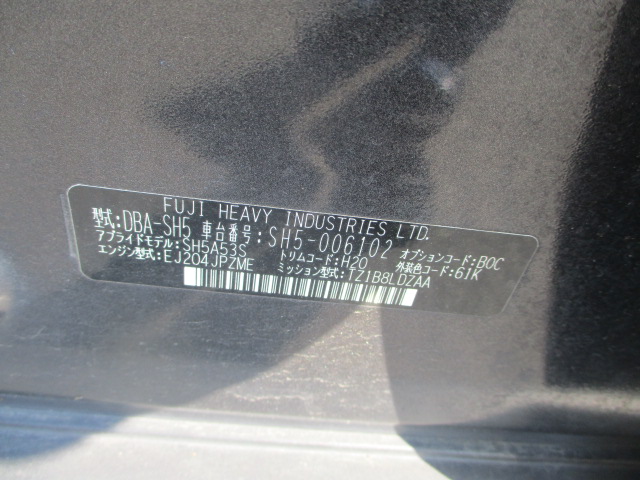 FUJI HEAVY INDUSTRIES LTD.
型式:DBA-SH5 車台番号:SH5-006102
アプライドモデル:SH5A53S トリムコード:H20 オプションコード:B0C
エンジン型式:EJ204JPZME ミッション型式:TZ1B8LDZAA 外装色コード:61K